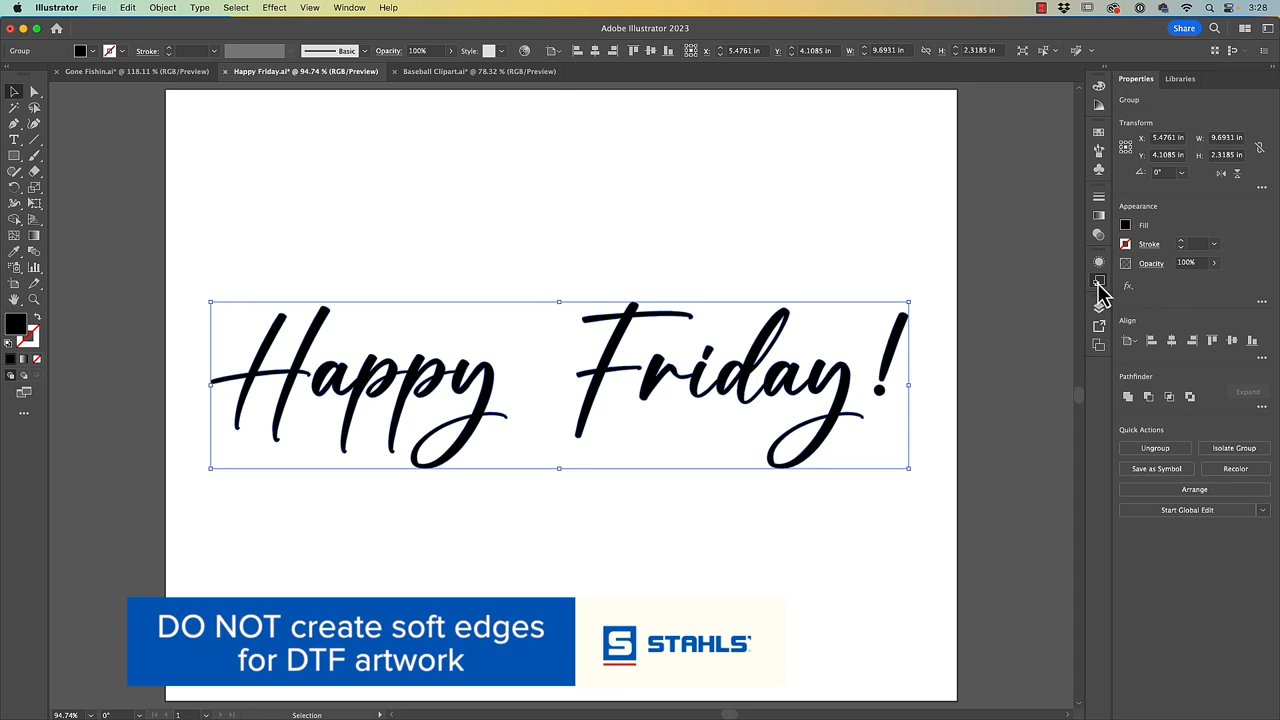 Illustrator File Edit Object Type Select Effect View Window Help 3:28
Adobe Illustrator 2023 Share
Group Stroke: Basic Opacity: 100% Style: X: 5.4761 in Y: 4.1085 in W: 9.6931 in H: 2.3185 in
× Gone Fishin.ai* @ 118.11 % (RGB/Preview) × Happy Friday.ai* @ 94.74 % (RGB/Preview) × Baseball Clipart.ai* @ 78.32 % (RGB/Preview)
Properties Libraries
Group
Transform
X: 5.4761 in W: 9.6931 in
Y: 4.1085 in H: 2.3185 in
0°
Appearance
Fill
Stroke
Opacity 100%
fx.
Align
Pathfinder
Expand
Quick Actions
Ungroup Isolate Group
Save as Symbol Recolor
Arrange
Start Global Edit
Happy Friday!
DO NOT create soft edges
for DTF artwork
S STAHLS'
94.74% 0° 1 Selection